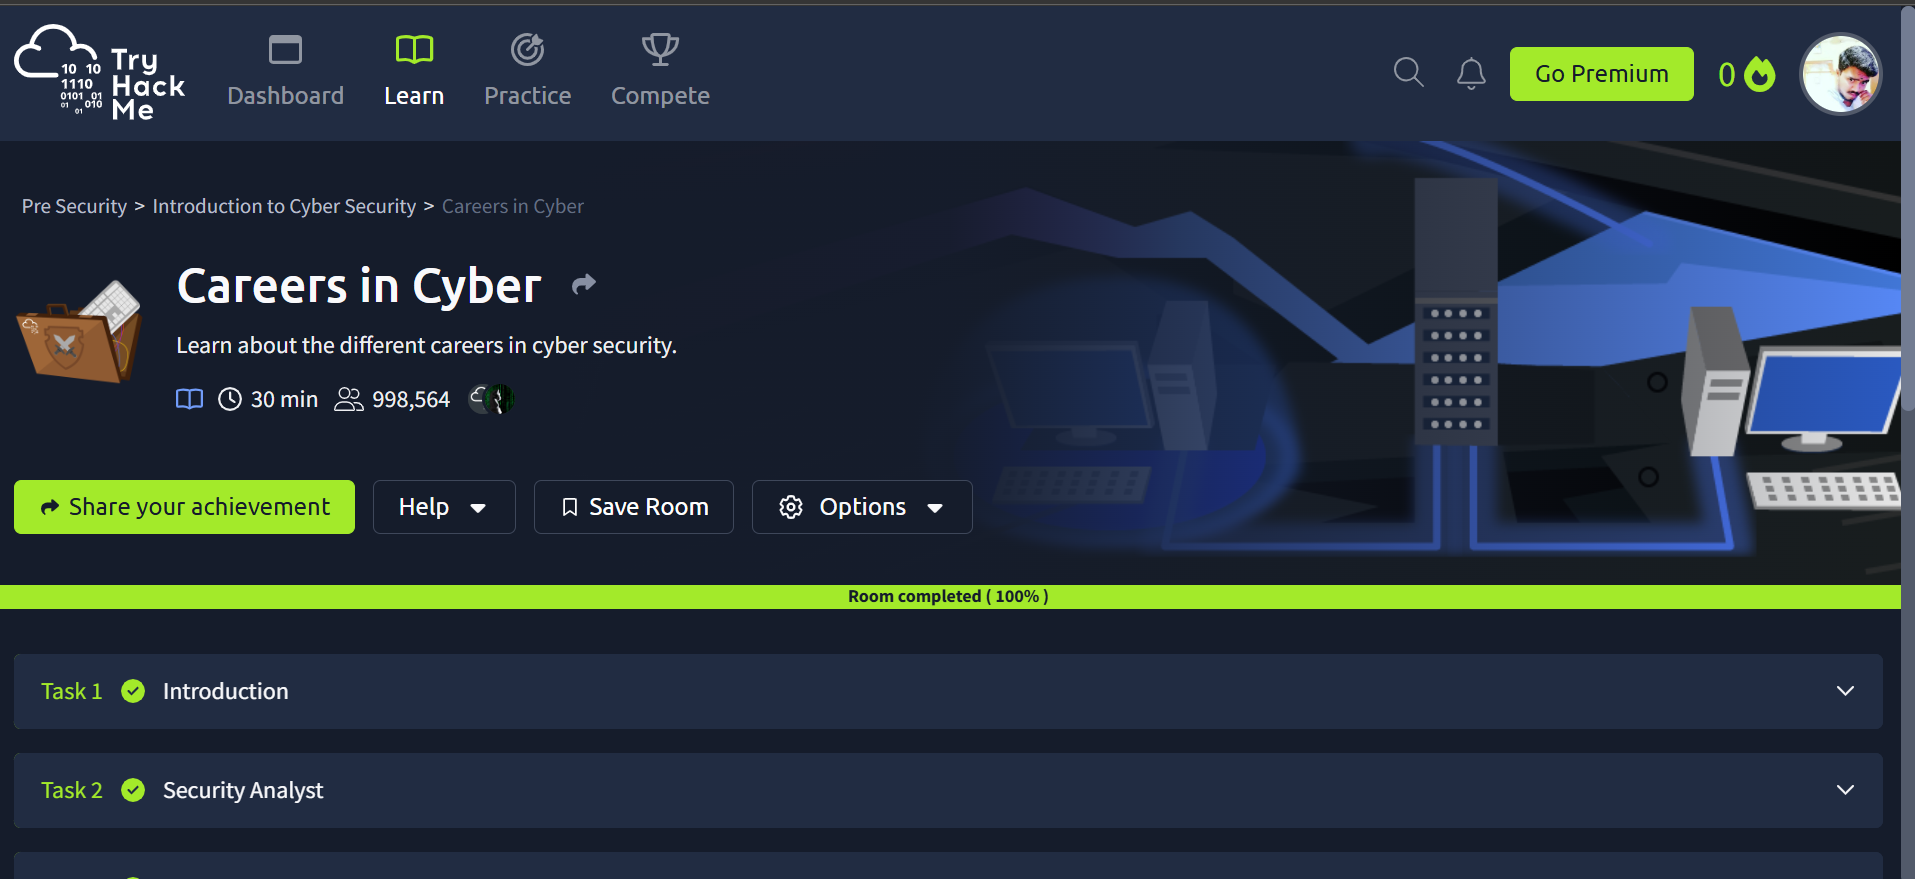 10 10
1110
0101 01
01 010
01
Try
Hack
Me
Dashboard
Learn
Practice
Compete
Go Premium
0
Pre Security > Introduction to Cyber Security > Careers in Cyber
Careers in Cyber
Learn about the different careers in cyber security.
30 min 998,564
Share your achievement
Help
Save Room
Options
Room completed ( 100% )
Task 1 Introduction
Task 2 Security Analyst